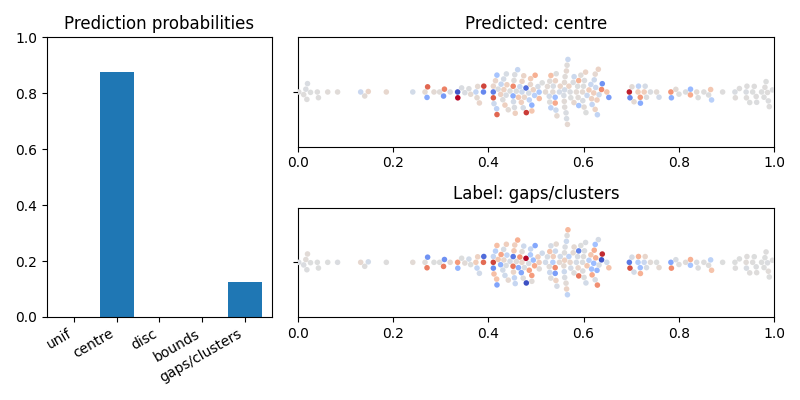 Prediction probabilities
1.0
0.8
0.6
0.4
0.2
0.0
unif
centre
disc
bounds
gaps/clusters
Predicted: centre
0.0 0.2 0.4 0.6 0.8 1.0
Label: gaps/clusters
0.0 0.2 0.4 0.6 0.8 1.0